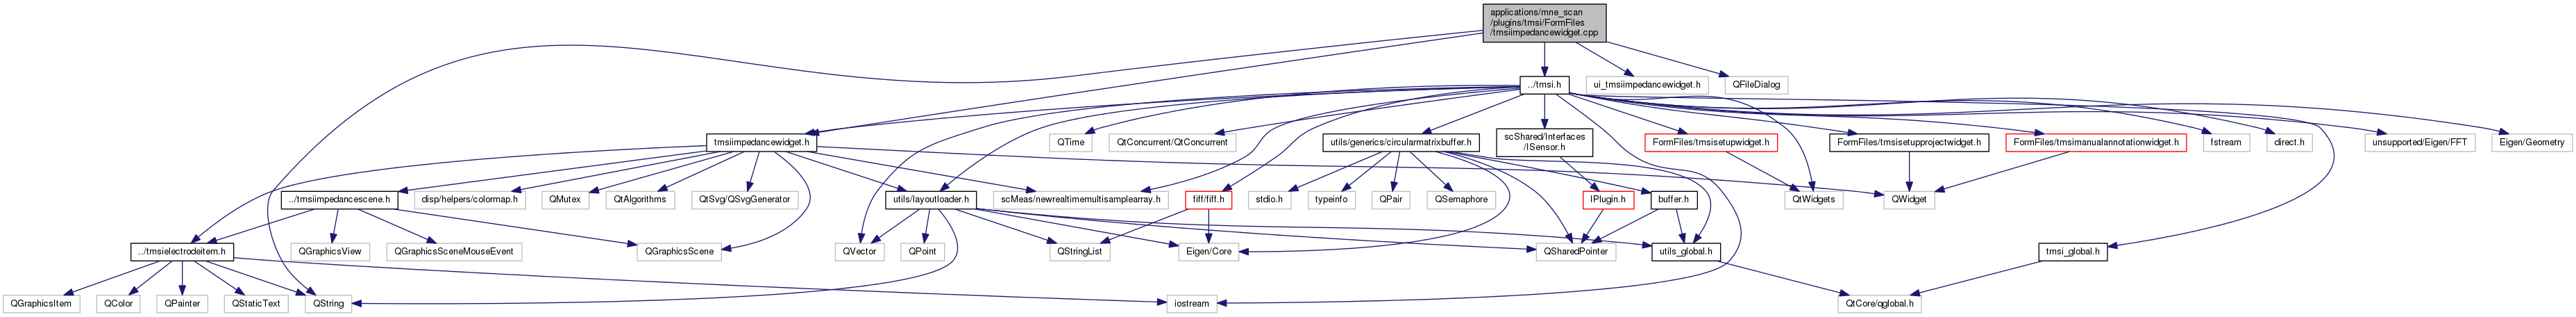 applications/mne_scan
/plugins/tmsi/FormFiles
/tmsiimpedancewidget.cpp
../tmsi.h
ui_tmsiimpedancewidget.h
QFileDialog
tmsiimpedancewidget.h
QTime
QtConcurrent/QtConcurrent
utils/generics/circularmatrixbuffer.h
scShared/Interfaces
/ISensor.h
FormFiles/tmsisetupwidget.h
FormFiles/tmsisetupprojectwidget.h
FormFiles/tmsimanualannotationwidget.h
fstream
direct.h
unsupported/Eigen/FFT
Eigen/Geometry
../tmsiimpedancescene.h
disp/helpers/colormap.h
QMutex
QtAlgorithms
QtSvg/QSvgGenerator
utils/layoutloader.h
scMeas/newrealtimemultisamplearray.h
fiff/fiff.h
stdio.h
typeinfo
QPair
QSemaphore
IPlugin.h
buffer.h
QtWidgets
QWidget
../tmsielectrodeitem.h
QGraphicsView
QGraphicsSceneMouseEvent
QGraphicsScene
QVector
QPoint
QStringList
Eigen/Core
QSharedPointer
utils_global.h
tmsi_global.h
QGraphicsItem
QColor
QPainter
QStaticText
QString
iostream
QtCore/qglobal.h